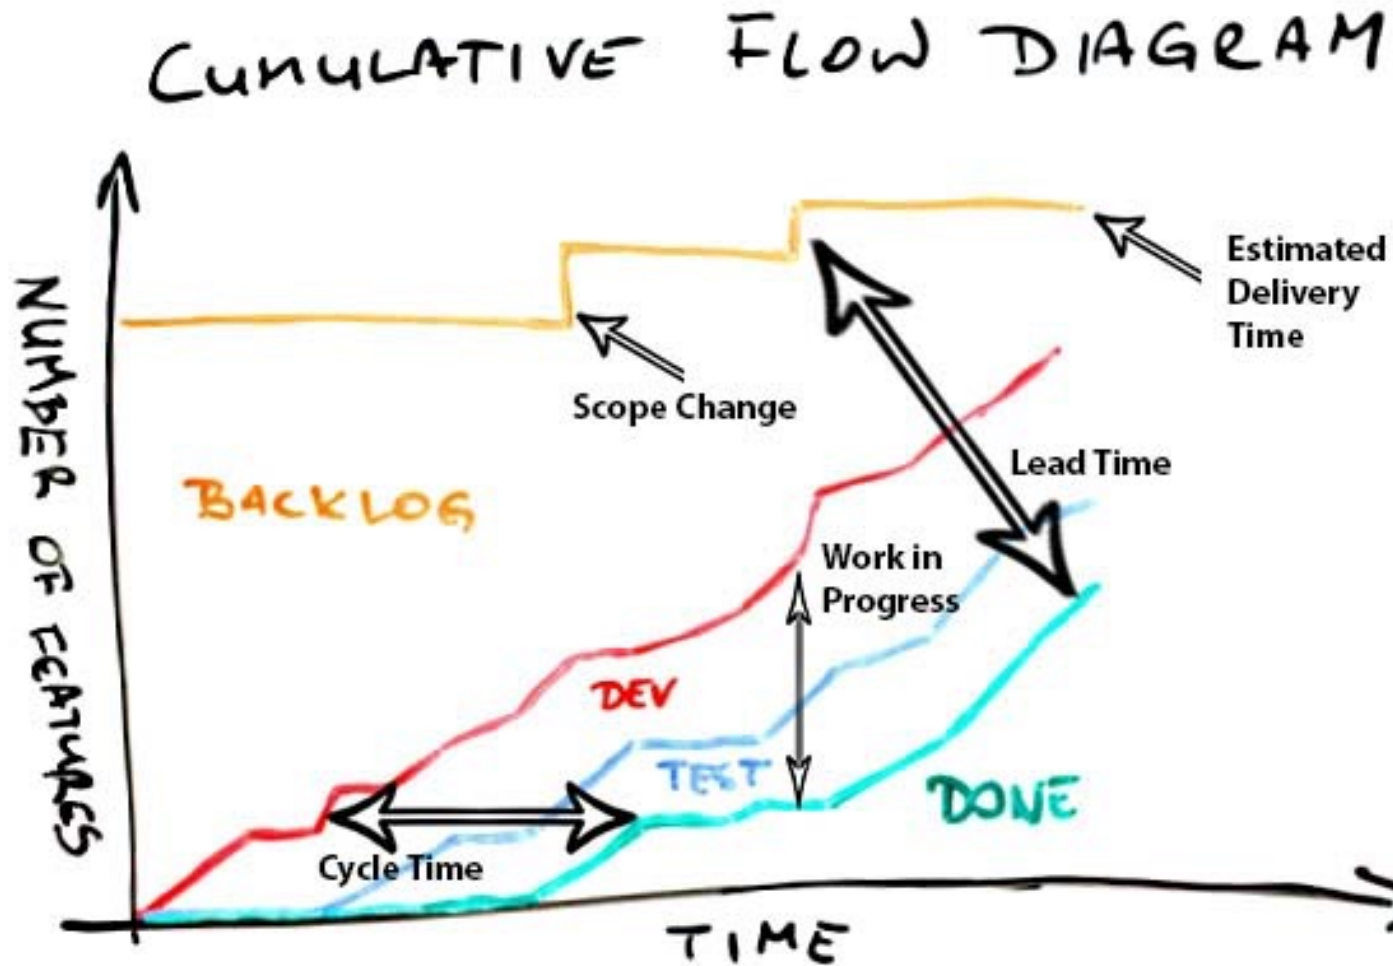 CUMULATIVE FLOW DIAGRAM
NUMBER OF FEATURES
Estimated
Delivery
Time
Scope Change
Lead Time
BACKLOG
Work in
Progress
DEV
TEST
DONE
Cycle Time
TIME